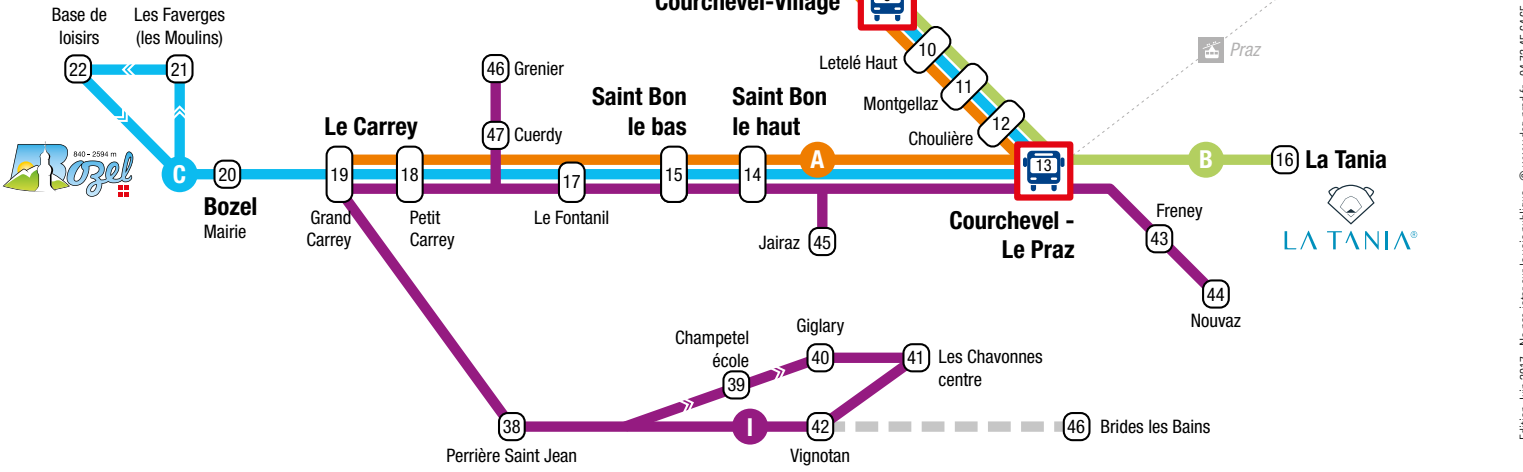 Courchevel-Village
Base de
loisirs
Les Faverges
(les Moulins)
22
21
46 Grenier
47 Cuerdy
10
Letelé Haut
11
Montgellaz
12
Choulière
Praz
840 - 2594 m
Bozel
C
20
Bozel
Mairie
Le Carrey
19
Grand
Carrey
18
Petit
Carrey
17
Le Fontanil
Saint Bon
le bas
15
Saint Bon
le haut
14
A
13
Courchevel -
Le Praz
B
16 La Tania
LA TANIA®
Jairaz 45
Freney
43
44
Nouvaz
38
Perrière Saint Jean
Champetel
école
39
Giglary
40
41 Les Chavonnes
centre
I
42
Vignotan
46 Brides les Bains